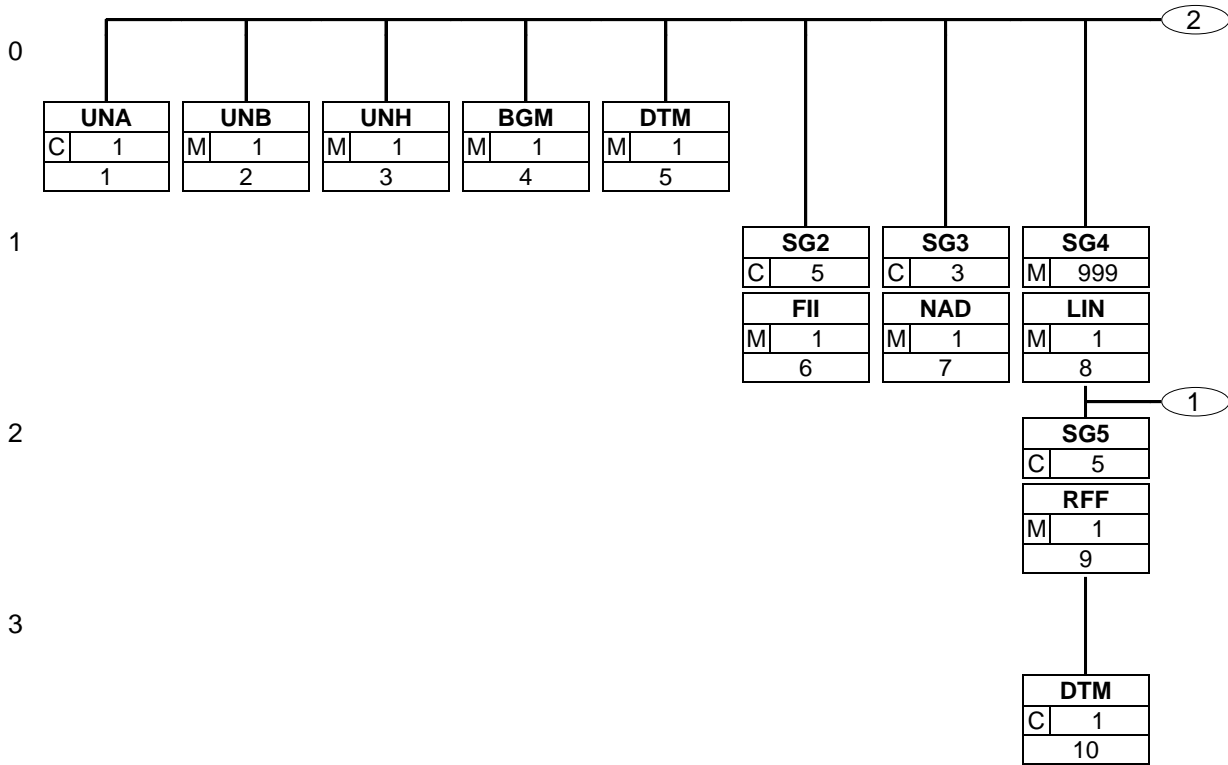 2
0
UNA UNB UNH BGM DTM
C 1 M 1 M 1 M 1 M 1
1 2 3 4 5
1
SG2 SG3 SG4
C 5 C 3 M 999
FII NAD LIN
M 1 M 1 M 1
6 7 8
1
2
SG5
C 5
RFF
M 1
9
3
DTM
C 1
10